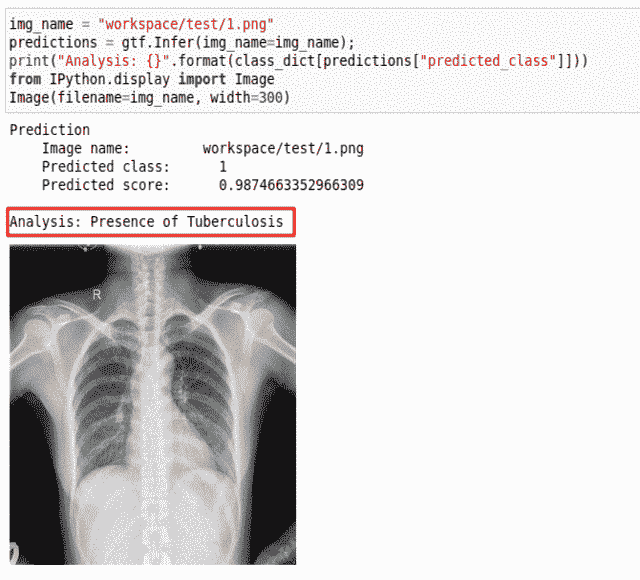 img_name = "workspace/test/1.png"
predictions = gtf.Infer(img_name=img_name);
print("Analysis: {}".format(class_dict[predictions["predicted_class"]]))
from IPython.display import Image
Image(filename=img_name, width=300)
Prediction
    Image name:         workspace/test/1.png
    Predicted class:      1
    Predicted score:      0.9874663352966309
Analysis: Presence of Tuberculosis
R